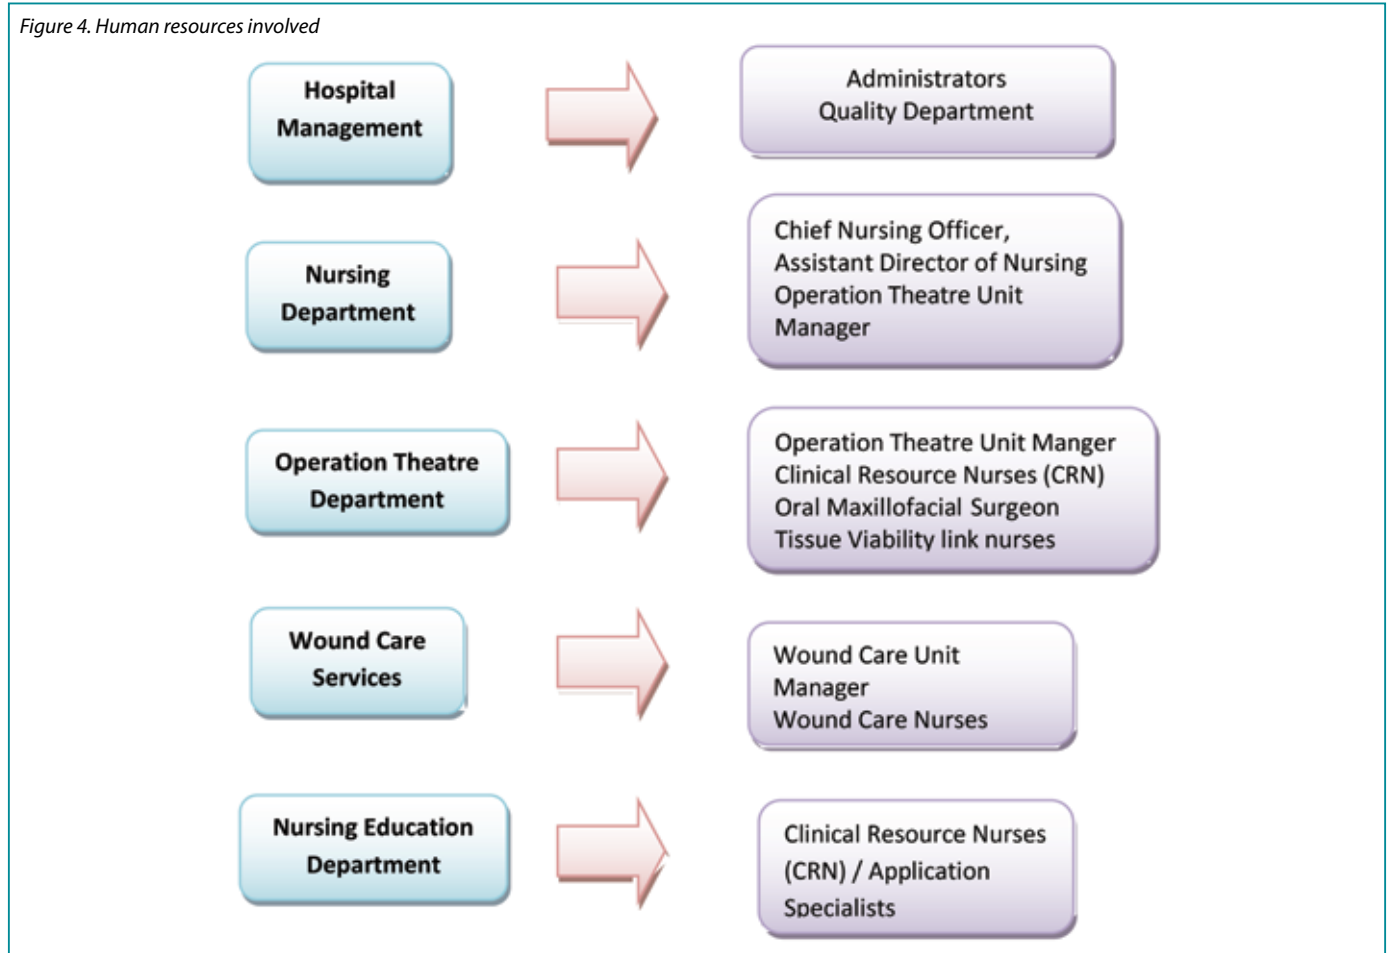 Figure 4. Human resources involved
Hospital
Management
Administrators
Quality Department
Nursing
Department
Chief Nursing Officer,
Assistant Director of Nursing
Operation Theatre Unit
Manager
Operation Theatre
Department
Operation Theatre Unit Manger
Clinical Resource Nurses (CRN)
Oral Maxillofacial Surgeon
Tissue Viability link nurses
Wound Care
Services
Wound Care Unit
Manager
Wound Care Nurses
Nursing Education
Department
Clinical Resource Nurses
(CRN) / Application
Specialists